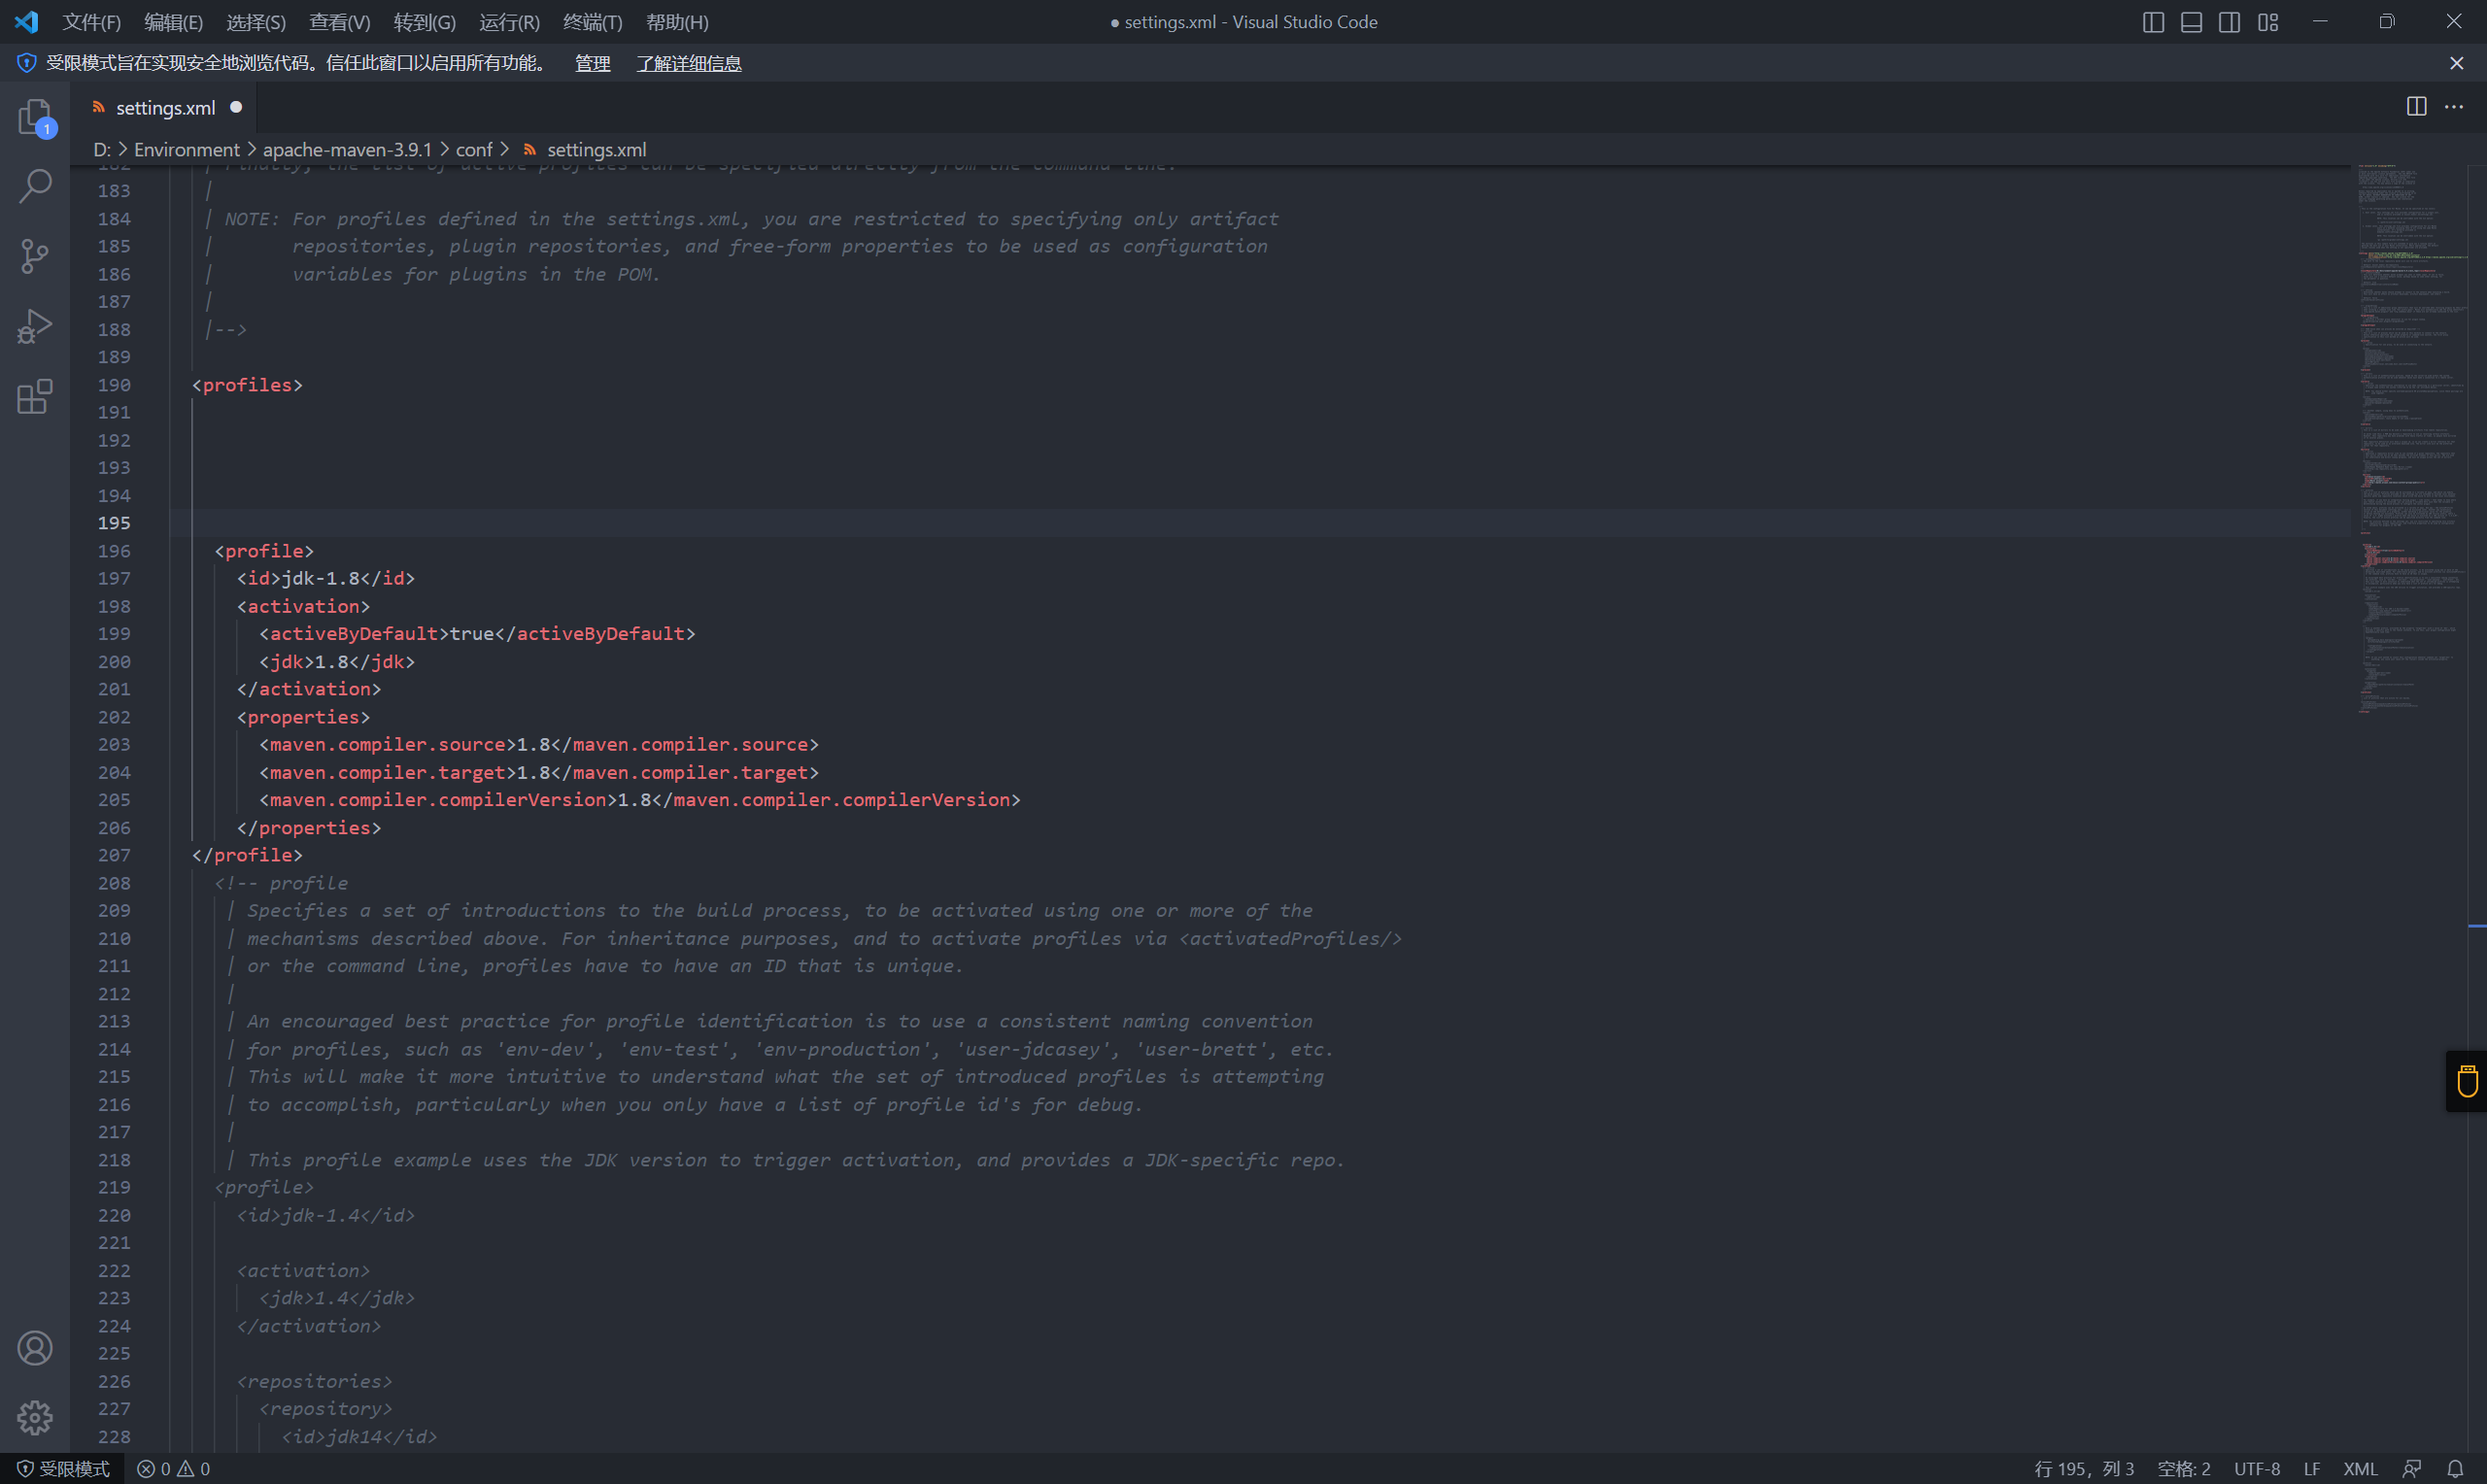 文件(F) 编辑(E) 选择(S) 查看(V) 转到(G) 运行(R) 终端(T) 帮助(H) ● settings.xml - Visual Studio Code
受限模式旨在实现安全地浏览代码。信任此窗口以启用所有功能。 管理 了解详细信息
settings.xml
1
D: > Environment > apache-maven-3.9.1 > conf > settings.xml
182 | Finally, the list of active profiles can be specified directly from the command line.
183 |
184 | NOTE: For profiles defined in the settings.xml, you are restricted to specifying only artifact
185 | repositories, plugin repositories, and free-form properties to be used as configuration
186 | variables for plugins in the POM.
187 |
188 |-->
189
190 <profiles>
191
192
193
194
195
196 <profile>
197 <id>jdk-1.8</id>
198 <activation>
199 <activeByDefault>true</activeByDefault>
200 <jdk>1.8</jdk>
201 </activation>
202 <properties>
203 <maven.compiler.source>1.8</maven.compiler.source>
204 <maven.compiler.target>1.8</maven.compiler.target>
205 <maven.compiler.compilerVersion>1.8</maven.compiler.compilerVersion>
206 </properties>
207 </profile>
208 <!-- profile
209 | Specifies a set of introductions to the build process, to be activated using one or more of the
210 | mechanisms described above. For inheritance purposes, and to activate profiles via <activatedProfiles/>
211 | or the command line, profiles have to have an ID that is unique.
212 |
213 | An encouraged best practice for profile identification is to use a consistent naming convention
214 | for profiles, such as 'env-dev', 'env-test', 'env-production', 'user-jdcasey', 'user-brett', etc.
215 | This will make it more intuitive to understand what the set of introduced profiles is attempting
216 | to accomplish, particularly when you only have a list of profile id's for debug.
217 |
218 | This profile example uses the JDK version to trigger activation, and provides a JDK-specific repo.
219 <profile>
220 <id>jdk-1.4</id>
221
222 <activation>
223 <jdk>1.4</jdk>
224 </activation>
225
226 <repositories>
227 <repository>
228 <id>jdk14</id>
受限模式 0 0 行 195，列 3 空格: 2 UTF-8 LF XML